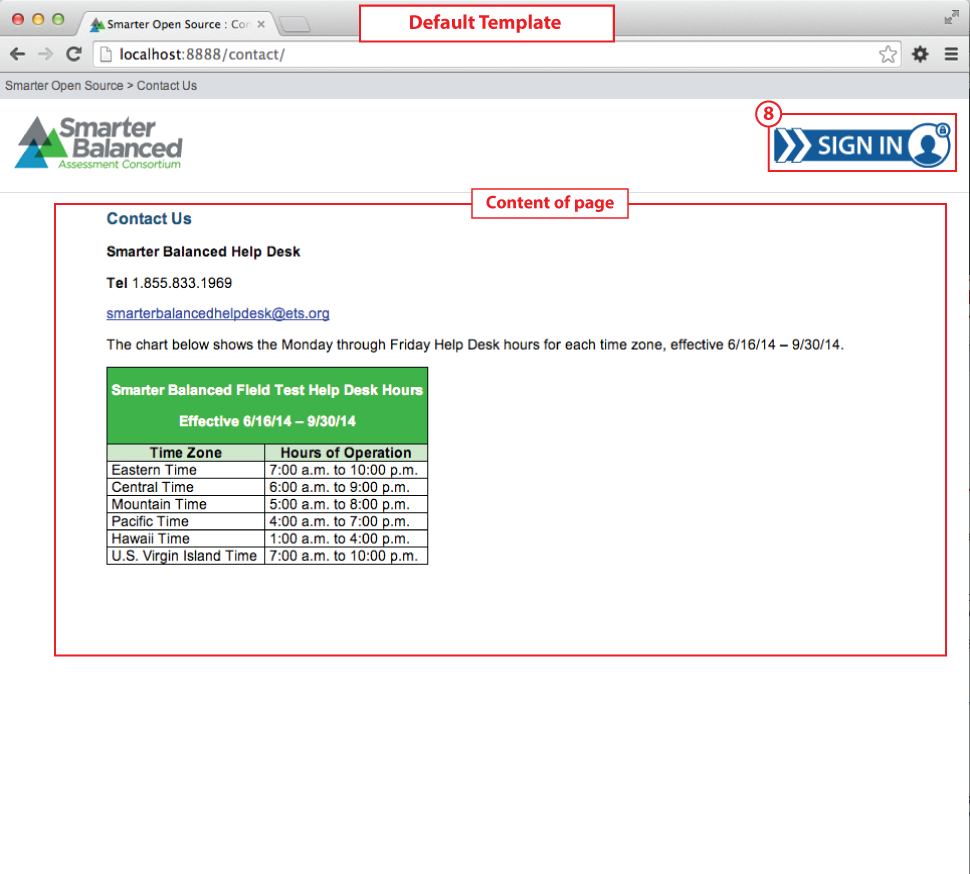 Default Template
Smarter Open Source : Con
localhost:8888/contact/
Smarter Open Source > Contact Us
Smarter
Balanced
Assessment Consortium
8
SIGN IN
Content of page
Contact Us
Smarter Balanced Help Desk
Tel 1.855.833.1969
smarterbalancedhelpdesk@ets.org
The chart below shows the Monday through Friday Help Desk hours for each time zone, effective 6/16/14 – 9/30/14.
Smarter Balanced Field Test Help Desk Hours
Effective 6/16/14 – 9/30/14
Time Zone Hours of Operation
Eastern Time 7:00 a.m. to 10:00 p.m.
Central Time 6:00 a.m. to 9:00 p.m.
Mountain Time 5:00 a.m. to 8:00 p.m.
Pacific Time 4:00 a.m. to 7:00 p.m.
Hawaii Time 1:00 a.m. to 4:00 p.m.
U.S. Virgin Island Time 7:00 a.m. to 10:00 p.m.